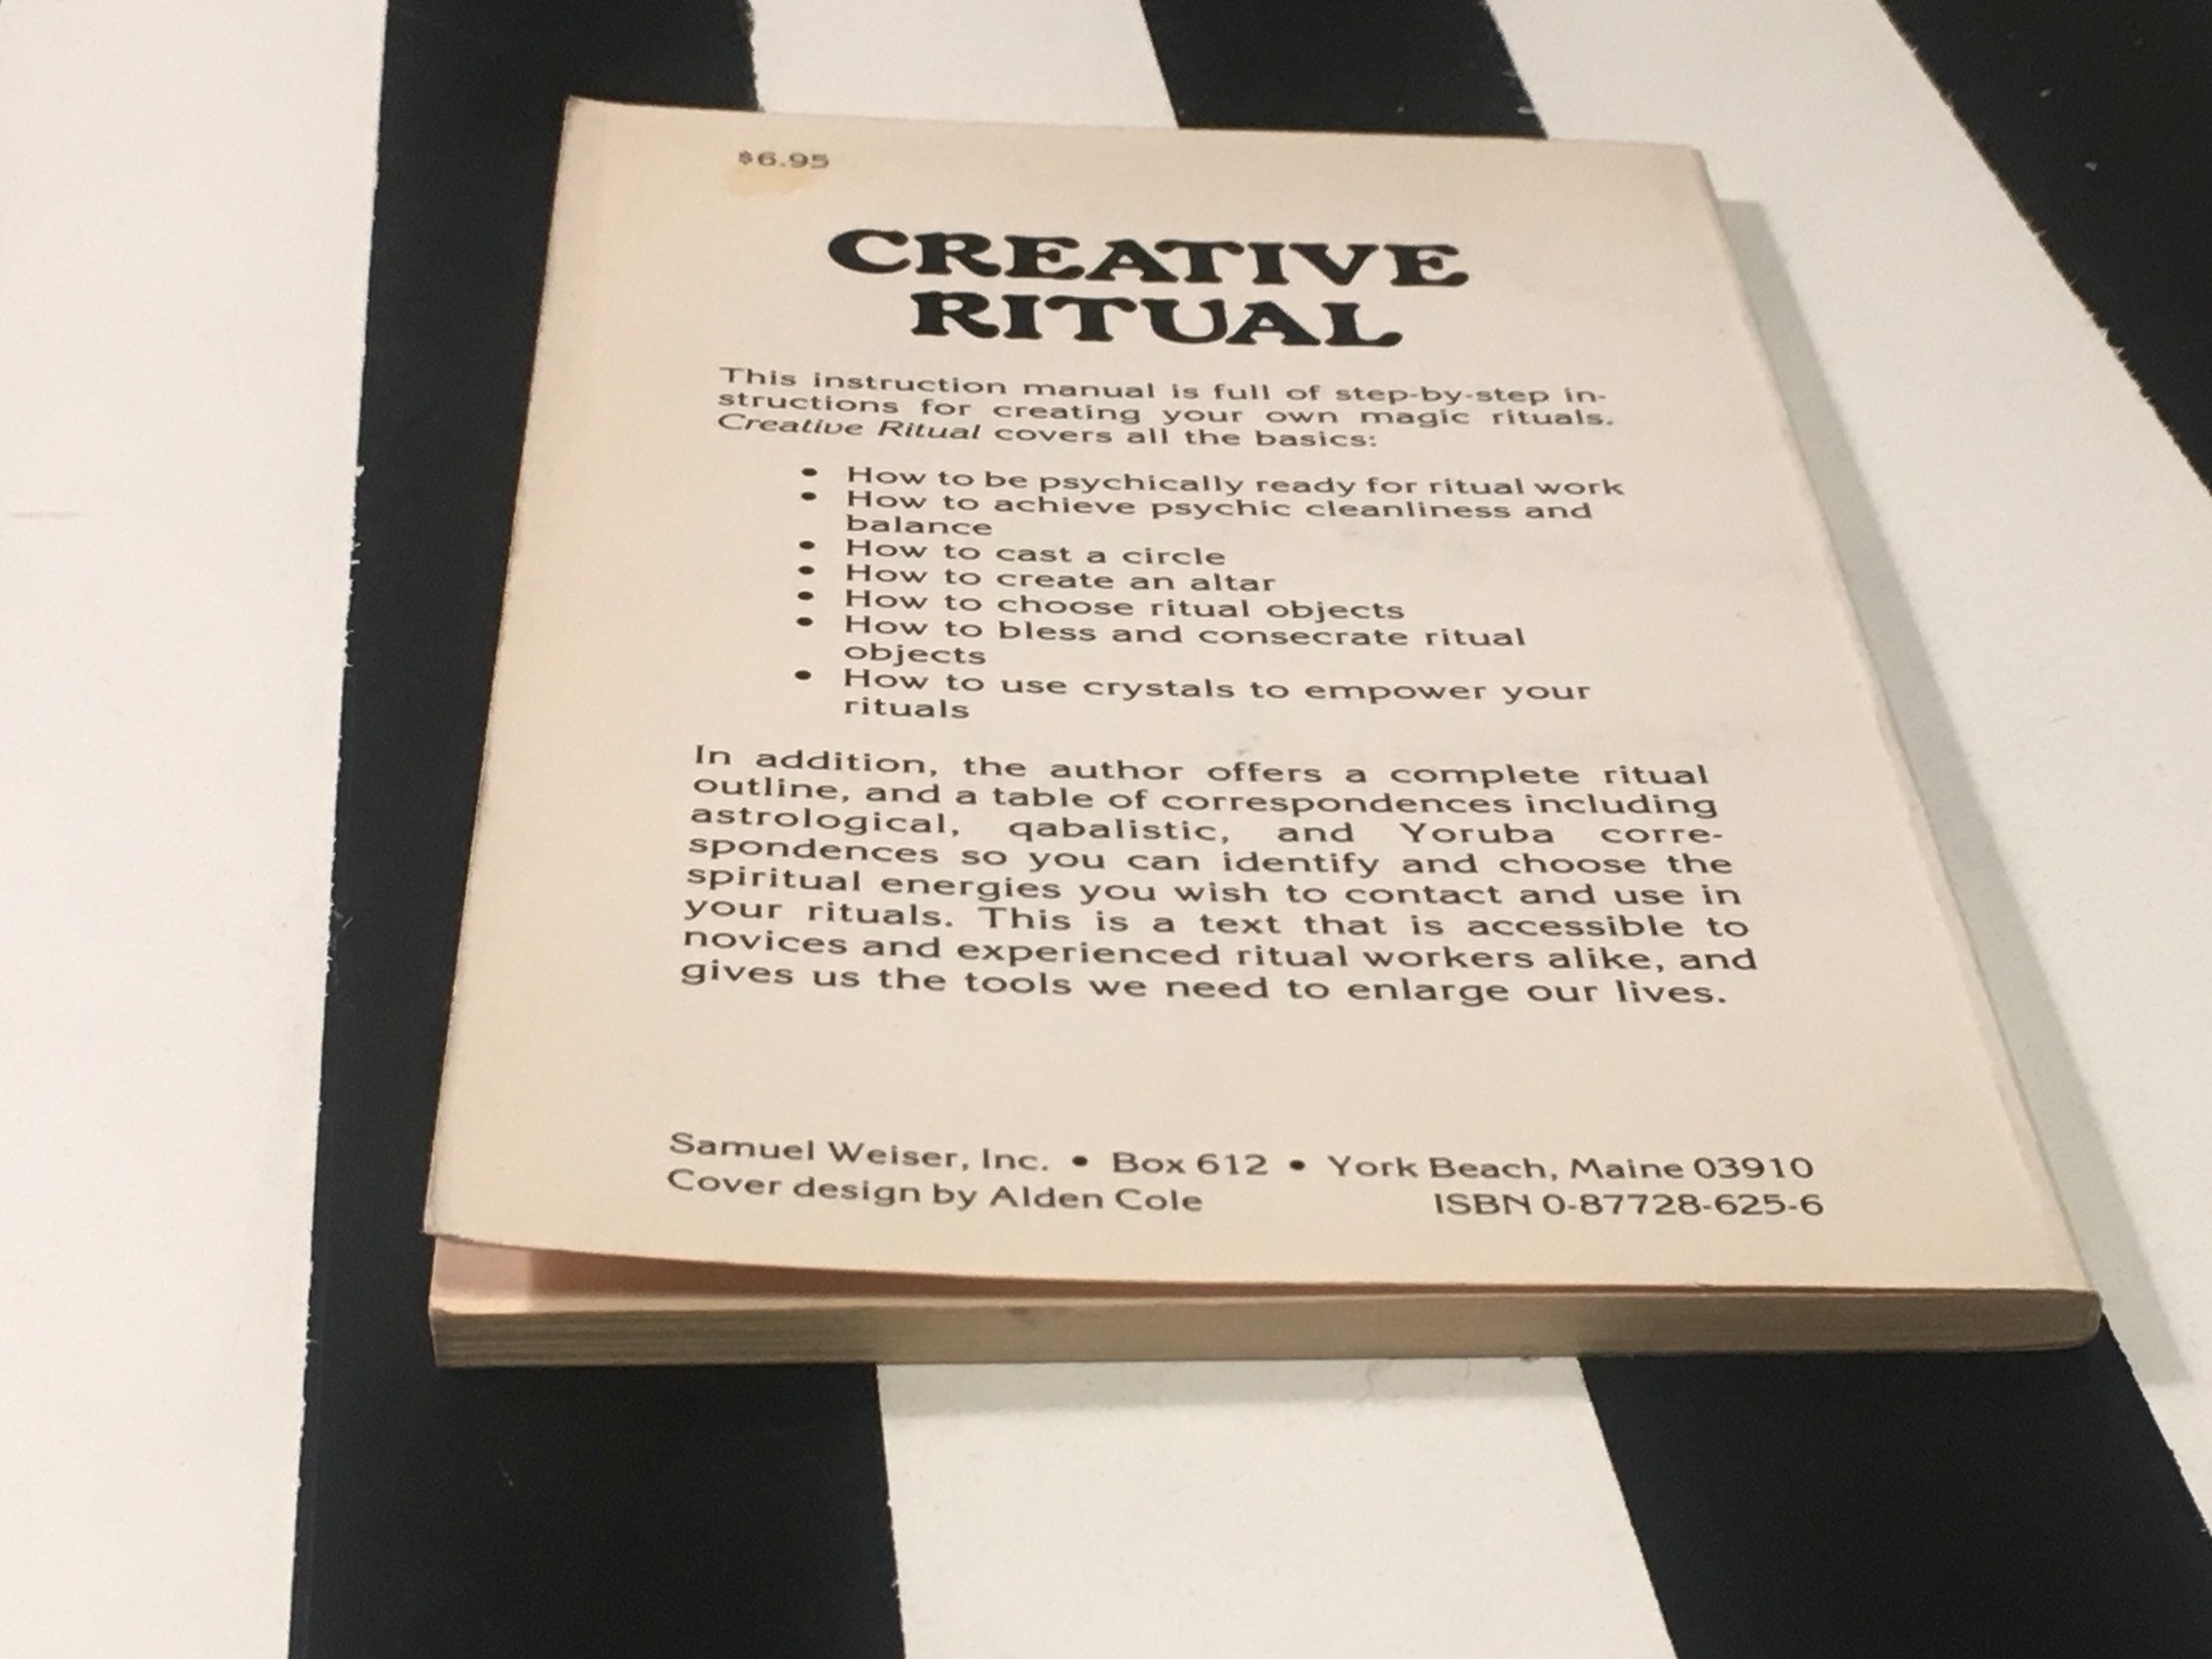 $6.95
CREATIVE
RITUAL
This instruction manual is full of step-by-step in-
structions for creating your own magic rituals.
Creative Ritual covers all the basics:
• How to be psychically ready for ritual work
• How to achieve psychic cleanliness and
balance
• How to cast a circle
• How to create an altar
• How to choose ritual objects
• How to bless and consecrate ritual
objects
• How to use crystals to empower your
rituals
In addition, the author offers a complete ritual
outline, and a table of correspondences including
astrological, qabalistic, and Yoruba corre-
spondences so you can identify and choose the
spiritual energies you wish to contact and use in
your rituals. This is a text that is accessible to
novices and experienced ritual workers alike, and
gives us the tools we need to enlarge our lives.
Samuel Weiser, Inc. • Box 612 • York Beach, Maine 03910
Cover design by Alden Cole ISBN 0-87728-625-6